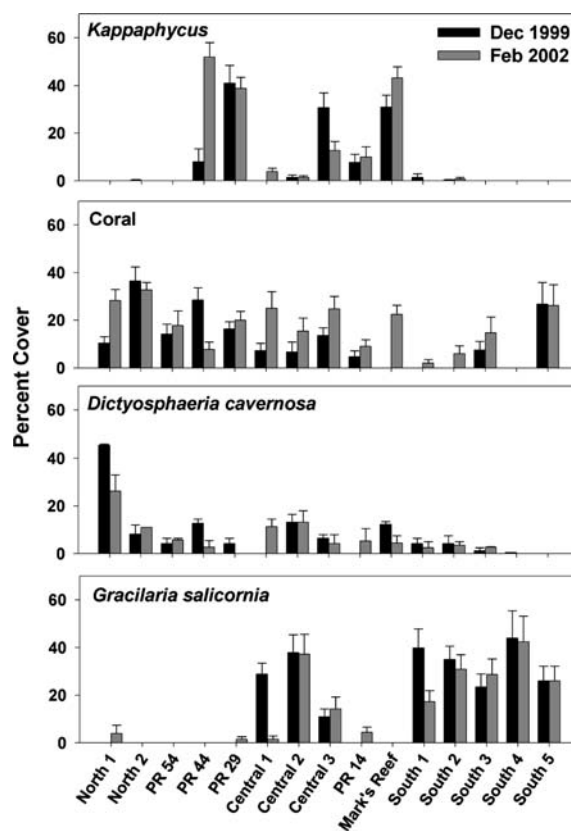 Kappaphycus
Dec 1999
Feb 2002
60
40
20
0
Coral
60
40
20
0
Percent Cover
Dictyosphaeria cavernosa
60
40
20
0
Gracilaria salicornia
60
40
20
0
North 1
North 2
PR 54
PR 44
PR 29
Central 1
Central 2
Central 3
PR 14
Mark's Reef
South 1
South 2
South 3
South 4
South 5